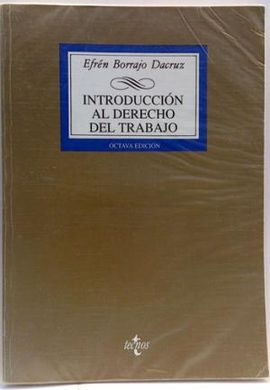 Efrén Borrajo Dacruz
INTRODUCCIÓN
AL DERECHO
DEL TRABAJO
OCTAVA EDICIÓN
tecnos